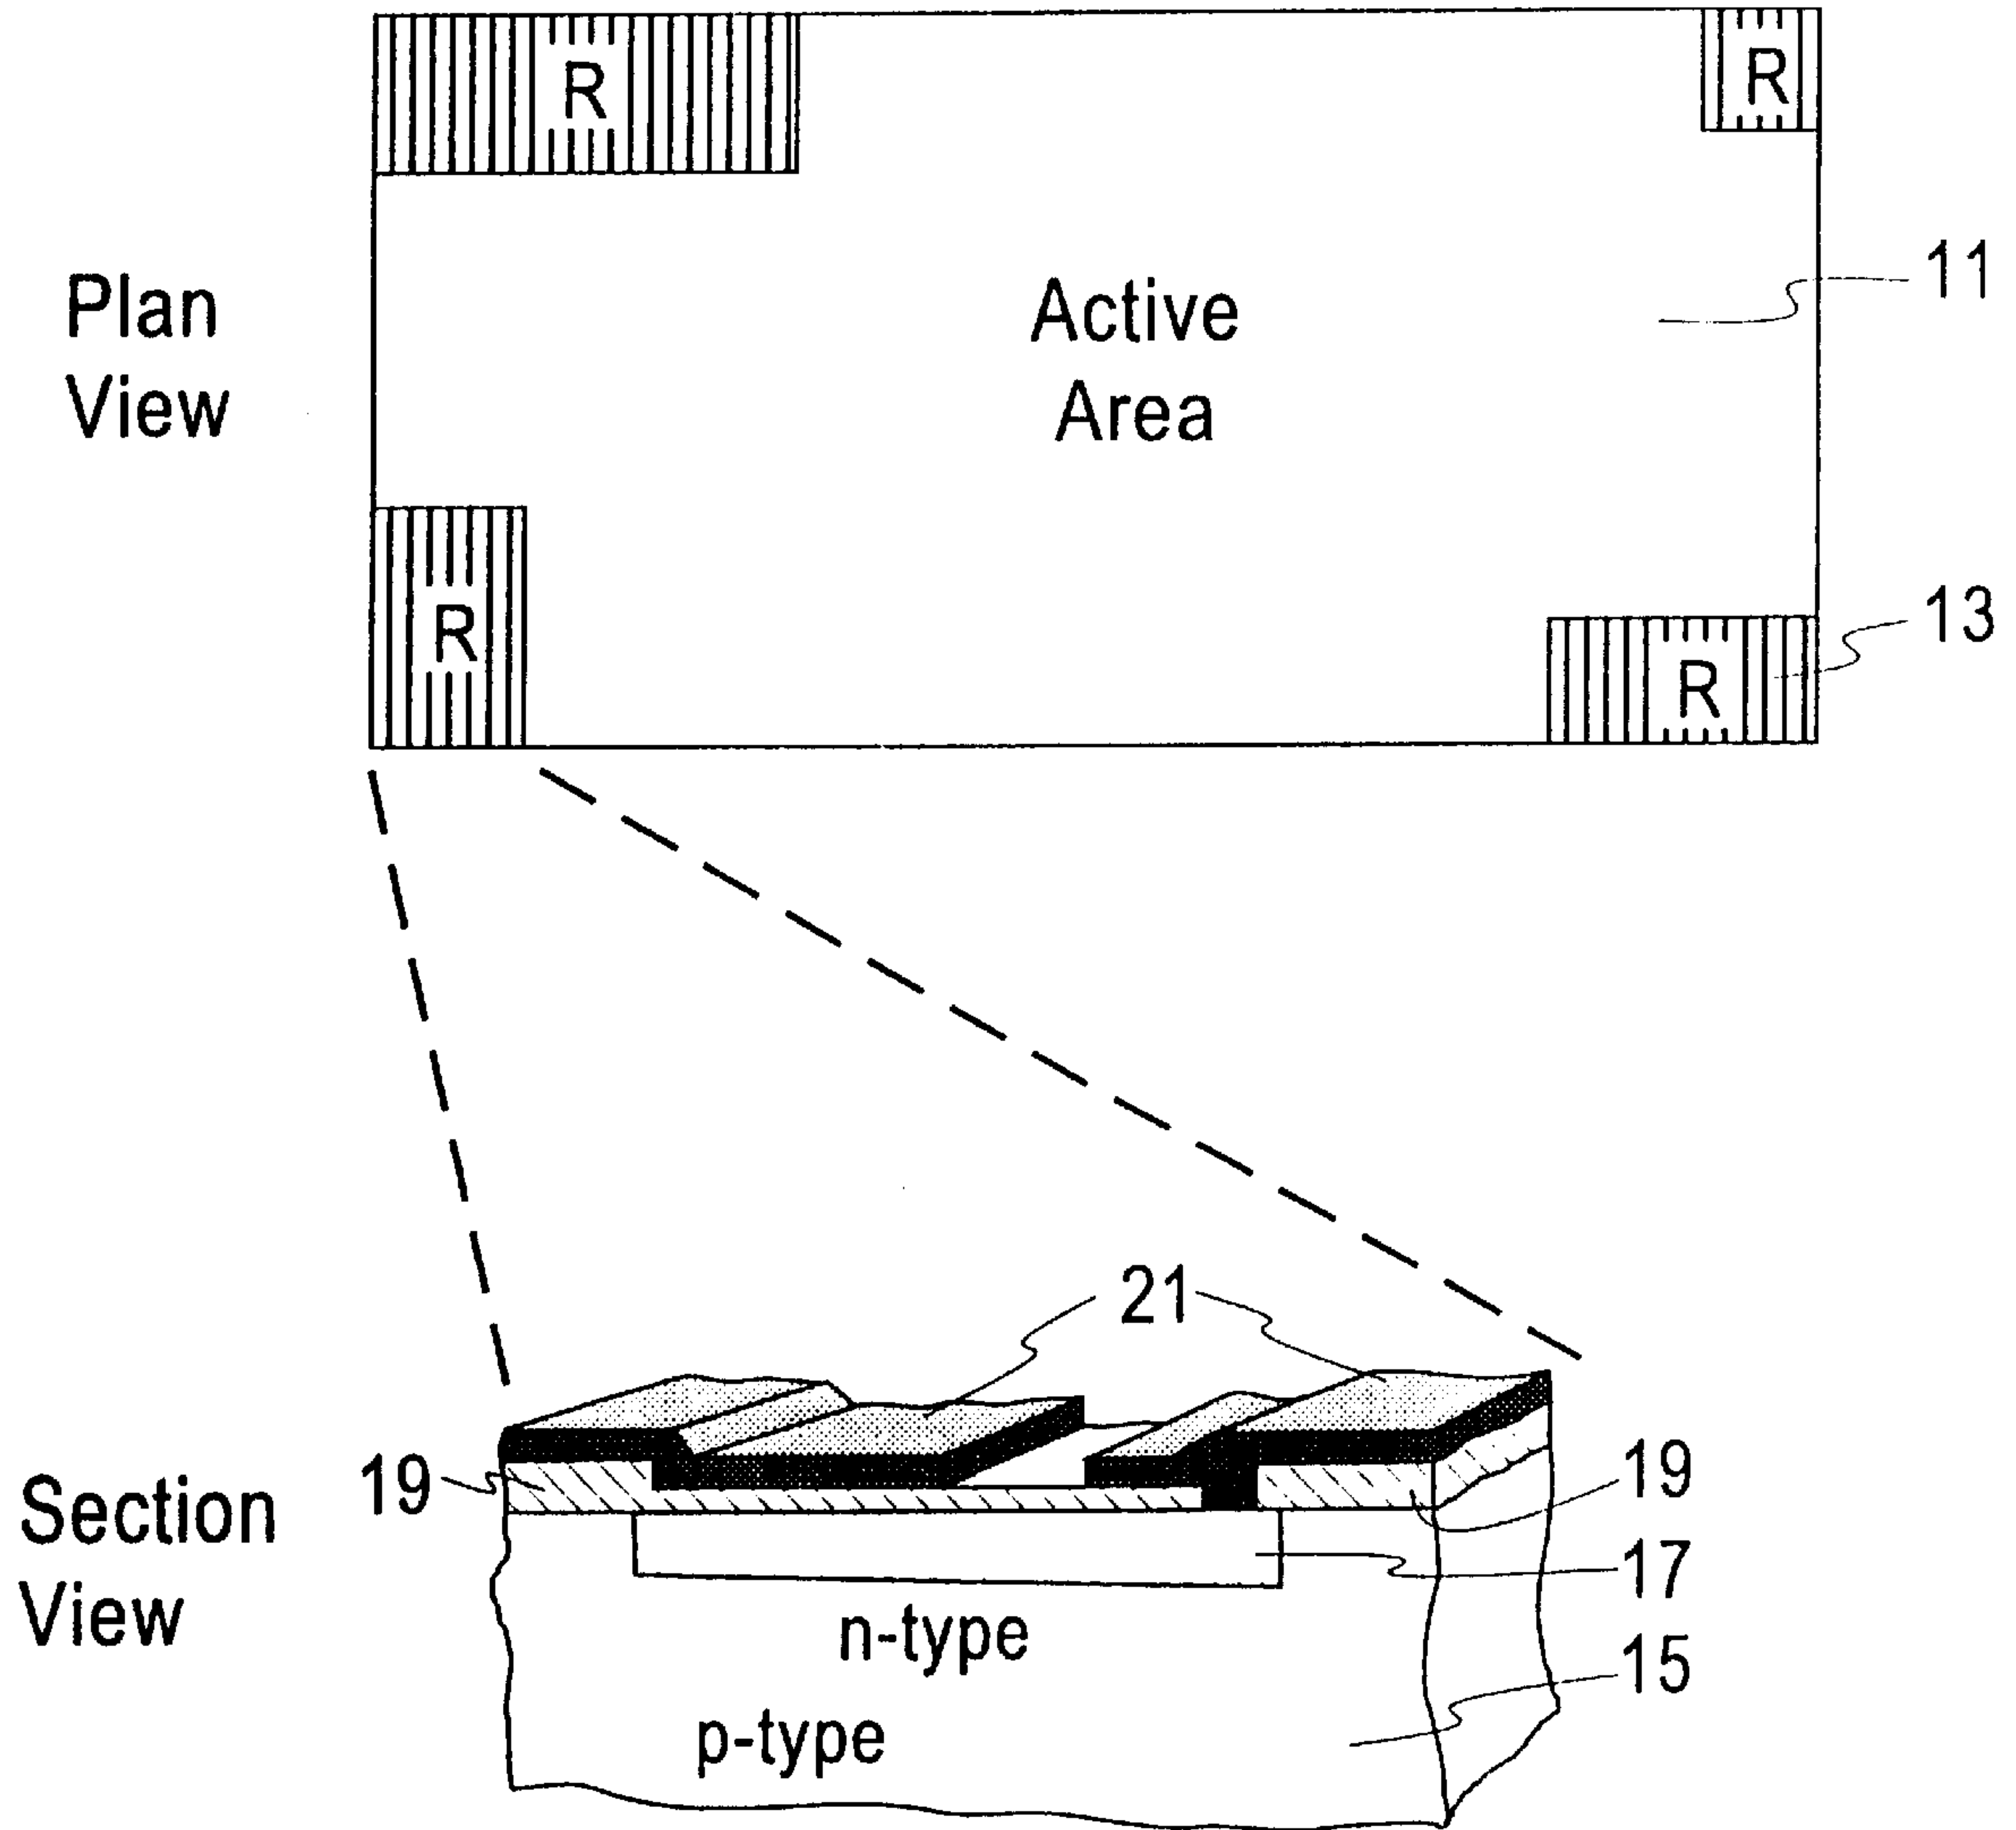 R
R
Plan
View
Active
Area
11
R
13
R
21
19
19
Section
View
17
n-type
15
p-type